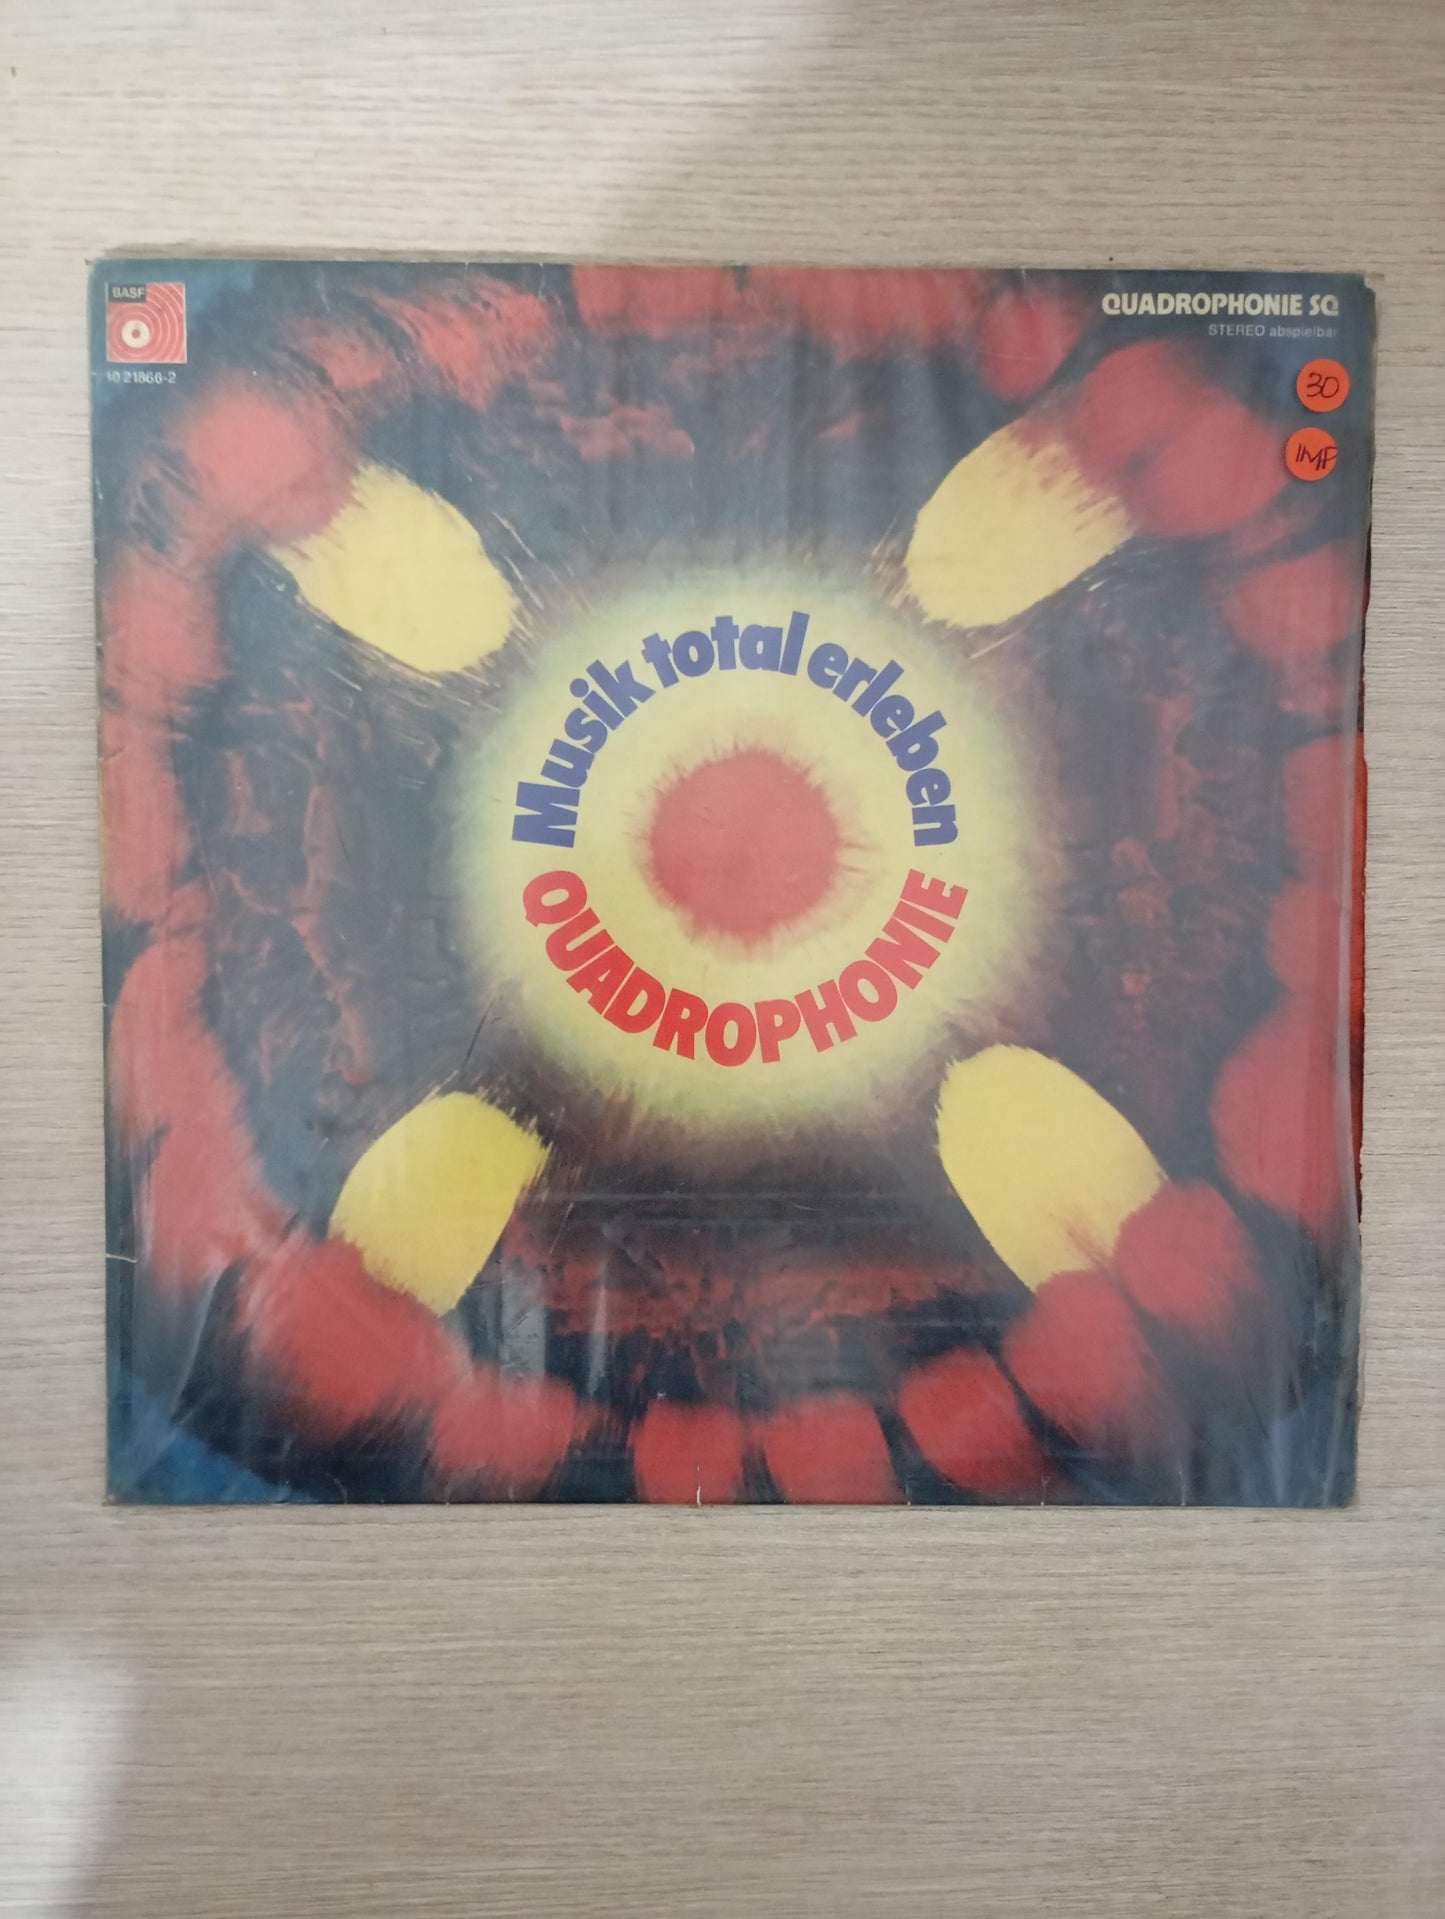 BASF
10 21866-2
QUADROPHONIE SQ
STEREO abspielbar
30
IMP
Musik total erleben
QUADROPHONIE